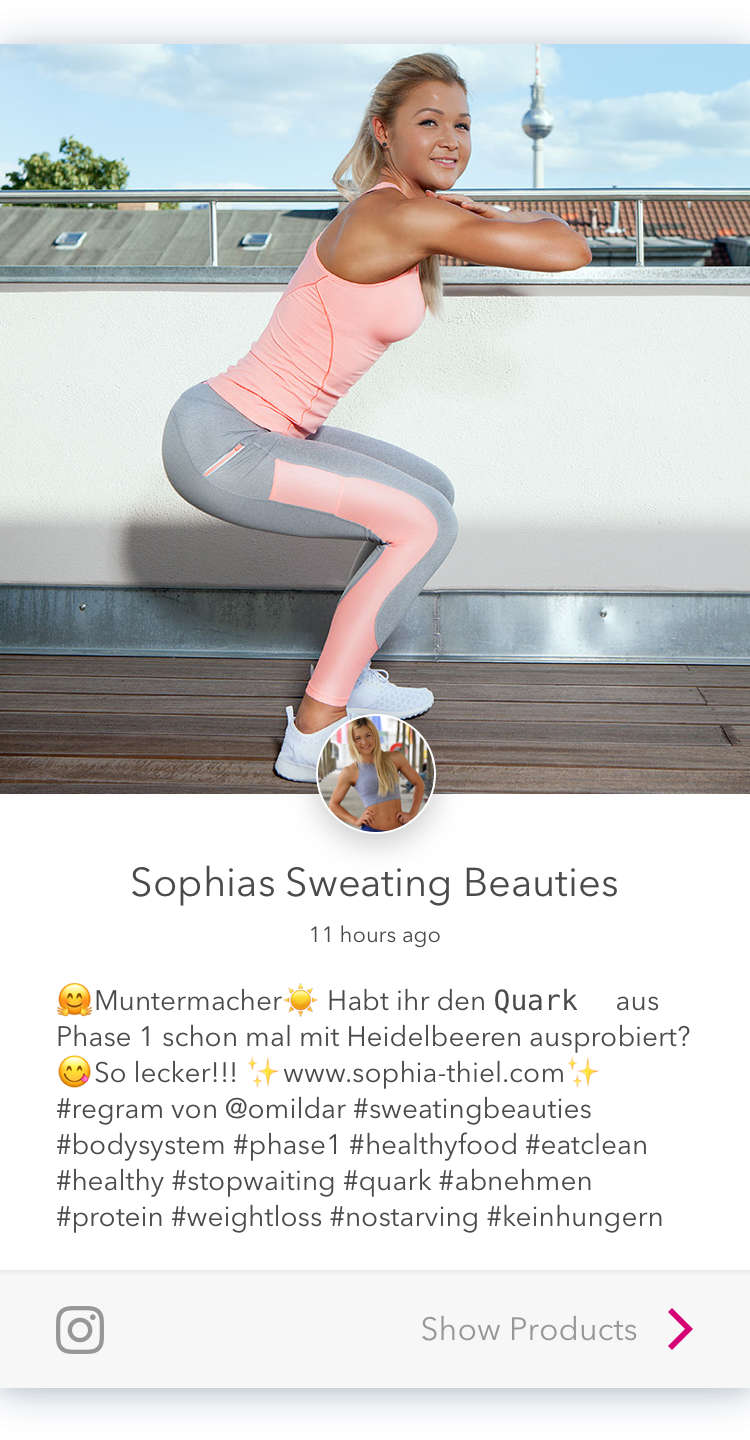 Sophias Sweating Beauties
11 hours ago
🤗Muntermacher☀️ Habt ihr den Quark aus
Phase 1 schon mal mit Heidelbeeren ausprobiert?
😋So lecker!!! ✨www.sophia-thiel.com✨
#regram von @omildar #sweatingbeauties
#bodysystem #phase1 #healthyfood #eatclean
#healthy #stopwaiting #quark #abnehmen
#protein #weightloss #nostarving #keinhungern
Show Products